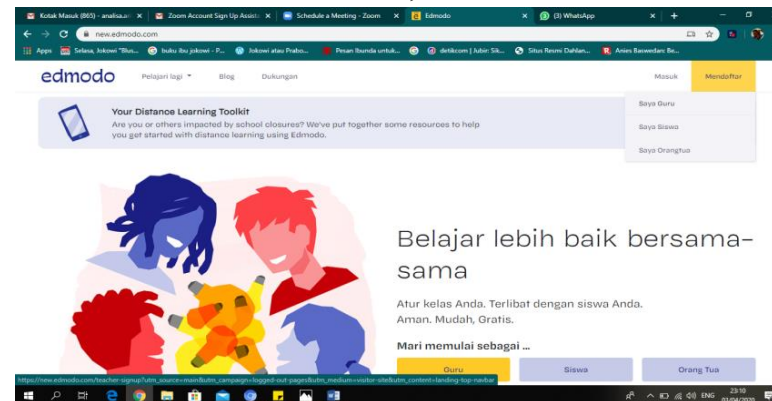 Kotak Masuk (865) - analisa.an
Zoom Account Sign Up Assista
Schedule a Meeting - Zoom
Edmodo
(3) WhatsApp
new.edmodo.com
Apps
Selasa, Jokowi "Blus...
buku ibu jokowi - P...
Jokowi atau Prabo...
Pesan Ibunda untuk...
detikcom | Jubir: Sik...
Situs Resmi Dahlan...
Anies Baswedan: Be...
edmodo
Pelajari lagi
Blog
Dukungan
Masuk
Mendaftar
Saya Guru
Saya Siswa
Saya Orangtua
Your Distance Learning Toolkit
Are you or others impacted by school closures? We've put together some resources to help
you get started with distance learning using Edmodo.
Belajar lebih baik bersama-
sama
Atur kelas Anda. Terlibat dengan siswa Anda.
Aman. Mudah, Gratis.
Mari memulai sebagai ...
Guru
Siswa
Orang Tua
https://new.edmodo.com/teacher-signup?utm_source=main&utm_campaign=logged-out-pages&utm_medium=visitor-site&utm_content=landing-top-navbar
ENG
23:10
03/04/2020